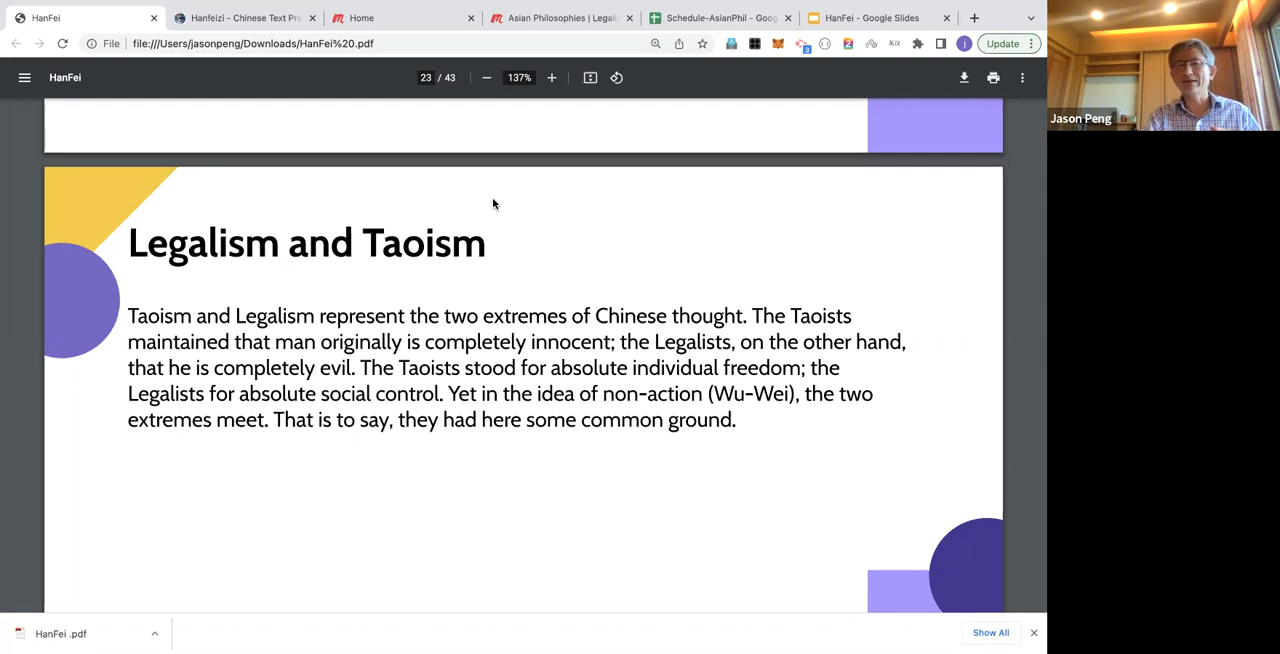 HanFei
Hanfeizi - Chinese Text Pro
Home
Asian Philosophies | Legali
Schedule-AsianPhil - Goog
HanFei - Google Slides
File
file:///Users/jasonpeng/Downloads/HanFei%20.pdf
Update
HanFei
23 / 43
137%
Jason Peng
Legalism and Taoism
Taoism and Legalism represent the two extremes of Chinese thought. The Taoists
maintained that man originally is completely innocent; the Legalists, on the other hand,
that he is completely evil. The Taoists stood for absolute individual freedom; the
Legalists for absolute social control. Yet in the idea of non-action (Wu-Wei), the two
extremes meet. That is to say, they had here some common ground.
HanFei .pdf
Show All